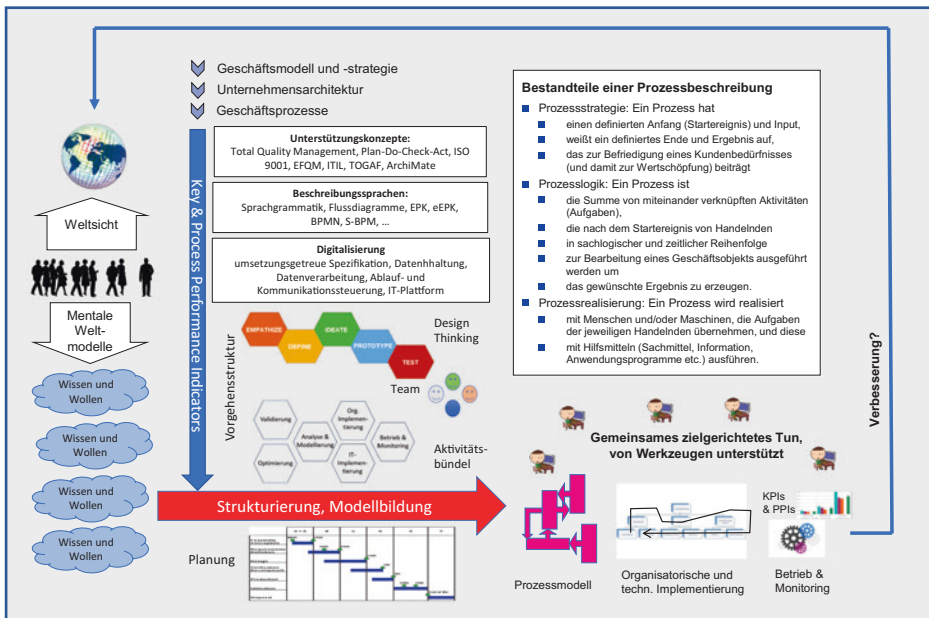 Geschäftsmodell und -strategie
Unternehmensarchitektur
Geschäftsprozesse
Unterstützungskonzepte:
Total Quality Management, Plan-Do-Check-Act, ISO
9001, EFQM, ITIL, TOGAF, ArchiMate
Beschreibungssprachen:
Sprachgrammatik, Flussdiagramme, EPK, eEPK,
BPMN, S-BPM, ...
Digitalisierung
umsetzungsgetreue Spezifikation, Datenhhaltung,
Datenverarbeitung, Ablauf- und
Kommunikationssteuerung, IT-Plattform
Key & Process Performance Indicators
Weltsicht
Mentale
Welt-
modelle
Wissen und
Wollen
Wissen und
Wollen
Wissen und
Wollen
Wissen und
Wollen
Vorgehensstruktur
EMPATHIZE
DEFINE
IDEATE
PROTOTYPE
TEST
Design
Thinking
Team
Validierung
Optimierung
Analyse &
Modellierung
Org.
Implemen-
tierung
IT-
Implemen-
tierung
Betrieb &
Monitoring
Aktivitäts-
bündel
Strukturierung, Modellbildung
Planung
Bestandteile einer Prozessbeschreibung
Prozessstrategie: Ein Prozess hat
einen definierten Anfang (Startereignis) und Input,
weißt ein definiertes Ende und Ergebnis auf,
das zur Befriedigung eines Kundenbedürfnisses
(und damit zur Wertschöpfung) beiträgt
Prozesslogik: Ein Prozess ist
die Summe von miteinander verknüpften Aktivitäten
(Aufgaben),
die nach dem Startereignis von Handelnden
in sachlogischer und zeitlicher Reihenfolge
zur Bearbeitung eines Geschäftsobjekts ausgeführt
werden um
das gewünschte Ergebnis zu erzeugen.
Prozessrealisierung: Ein Prozess wird realisiert
mit Menschen und/oder Maschinen, die Aufgaben
der jeweiligen Handelnden übernehmen, und diese
mit Hilfsmitteln (Sachmittel, Information,
Anwendungsprogramme etc.) ausführen.
Gemeinsames zielgerichtetes Tun,
von Werkzeugen unterstützt
Prozessmodell
Organisatorische und
techn. Implementierung
KPIs
& PPIs
Betrieb &
Monitoring
Verbesserung?